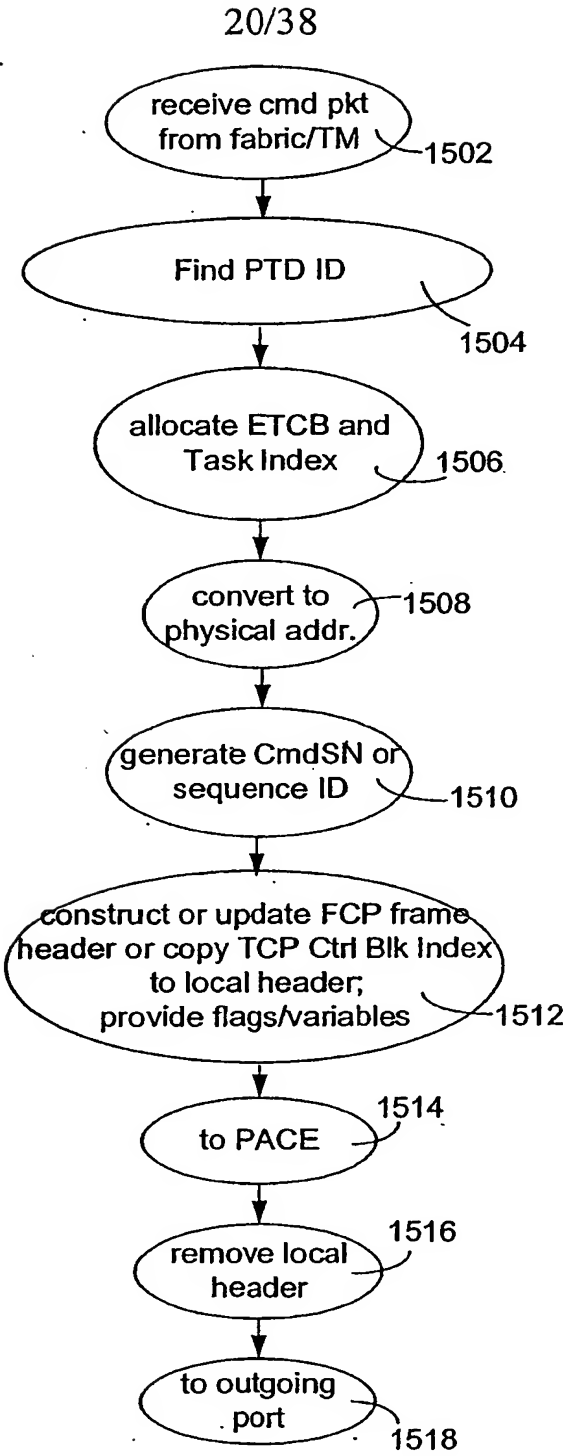 20/38
receive cmd pkt
from fabric/TM
1502
Find PTD ID
1504
allocate ETCB and
Task Index
1506
convert to
physical addr.
1508
generate CmdSN or
sequence ID
1510
construct or update FCP frame
header or copy TCP Ctrl Blk Index
to local header;
provide flags/variables
1512
to PACE
1514
remove local
header
1516
to outgoing
port
1518